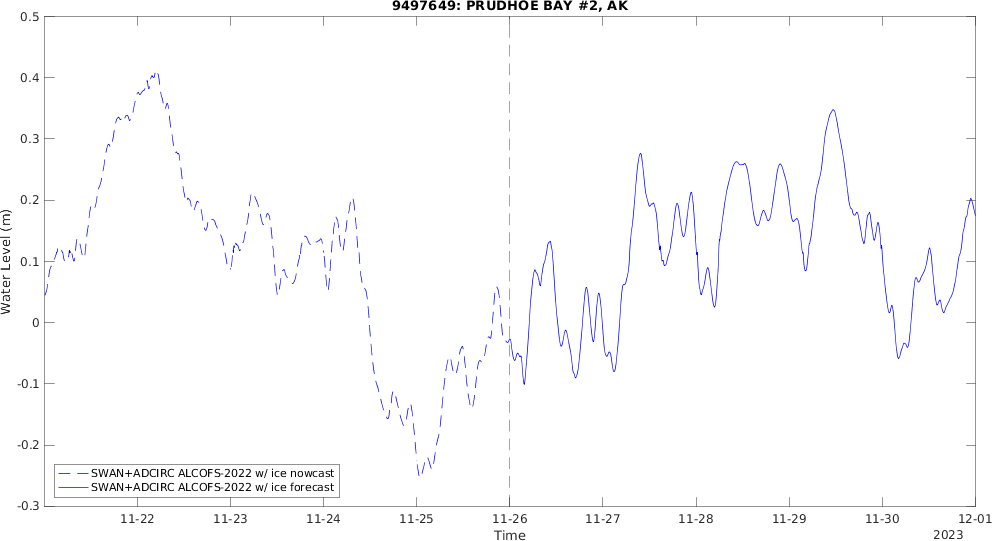 9497649: PRUDHOE BAY #2, AK
0.5
0.4
0.3
0.2
0.1
0
-0.1
-0.2
-0.3
Water Level (m)
SWAN+ADCIRC ALCOFS-2022 w/ ice nowcast
SWAN+ADCIRC ALCOFS-2022 w/ ice forecast
11-22 11-23 11-24 11-25 11-26 11-27 11-28 11-29 11-30 12-01
Time
2023